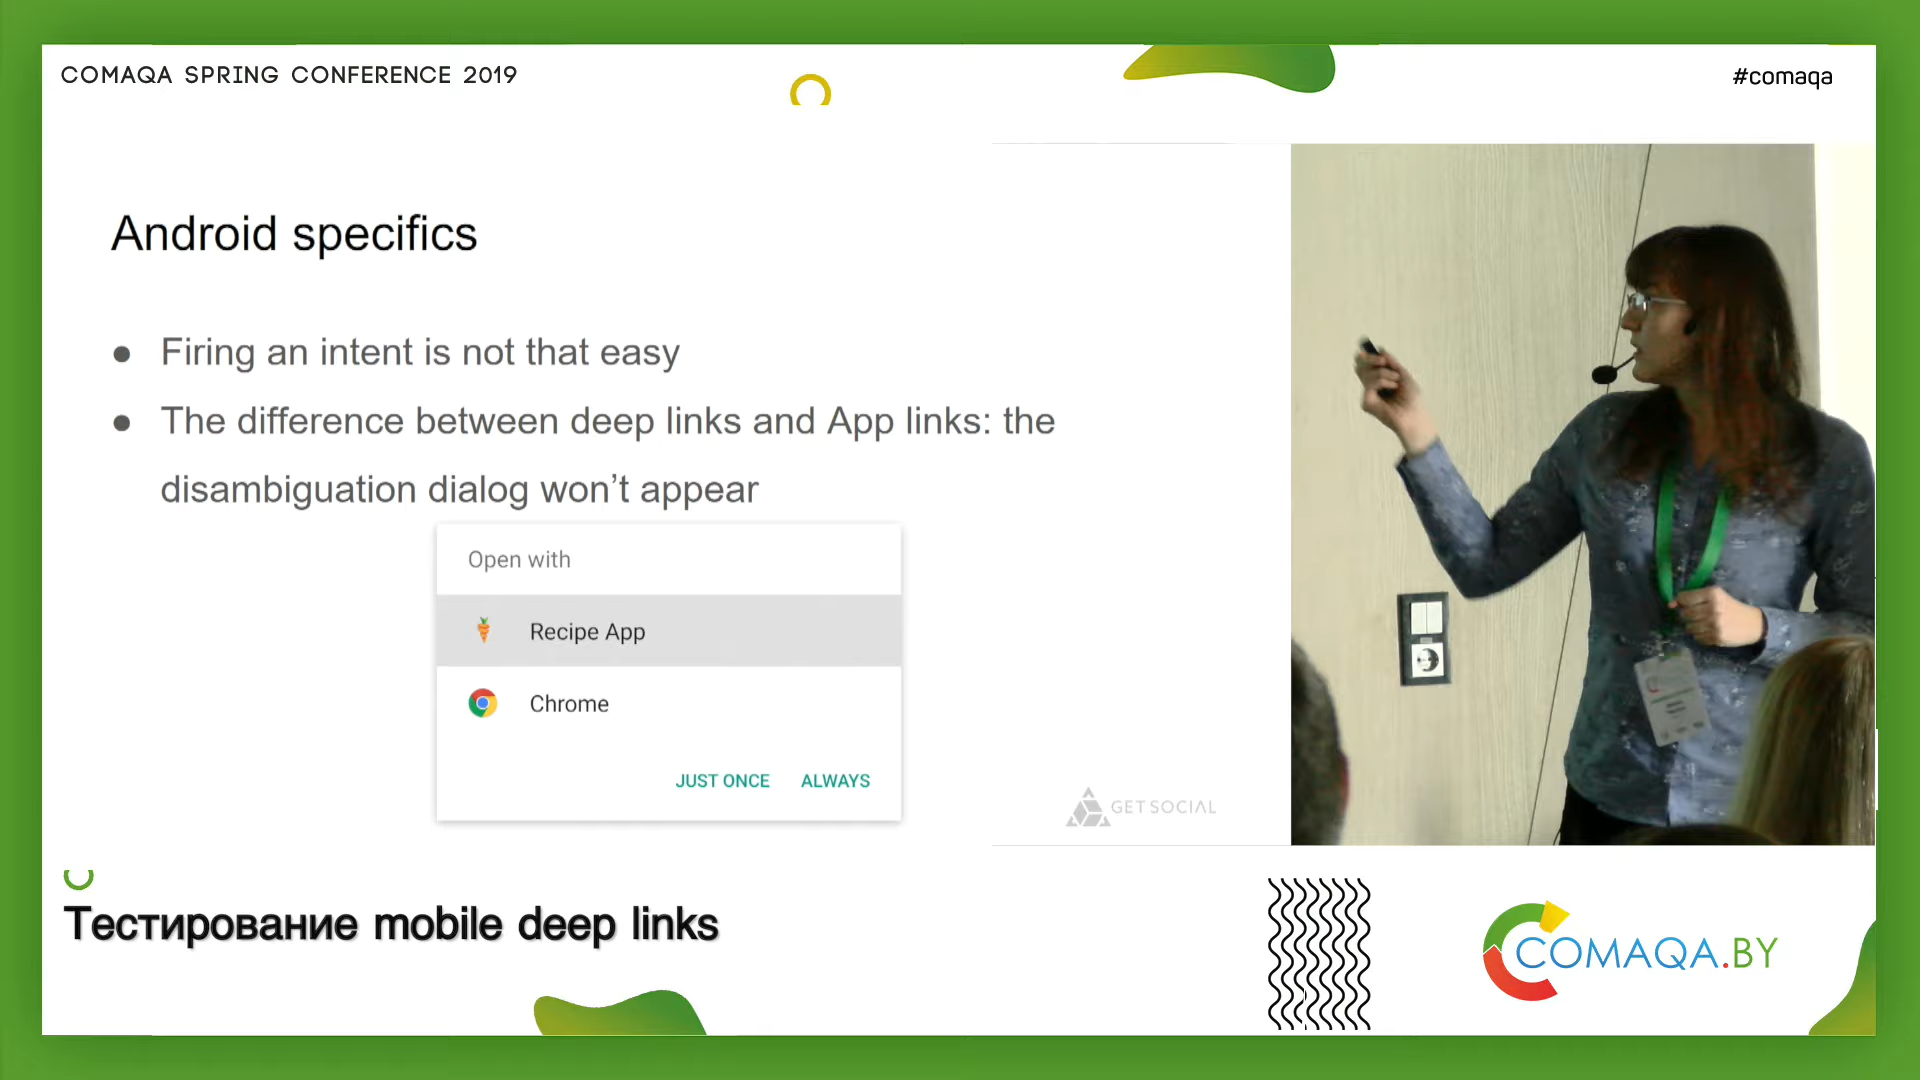 COMAQA SPRING CONFERENCE 2019
#comaqa
Android specifics
● Firing an intent is not that easy
● The difference between deep links and App links: the
disambiguation dialog won’t appear
Open with
Recipe App
Chrome
JUST ONCE ALWAYS
GET SOCIAL
Тестирование mobile deep links
COMAQA.BY